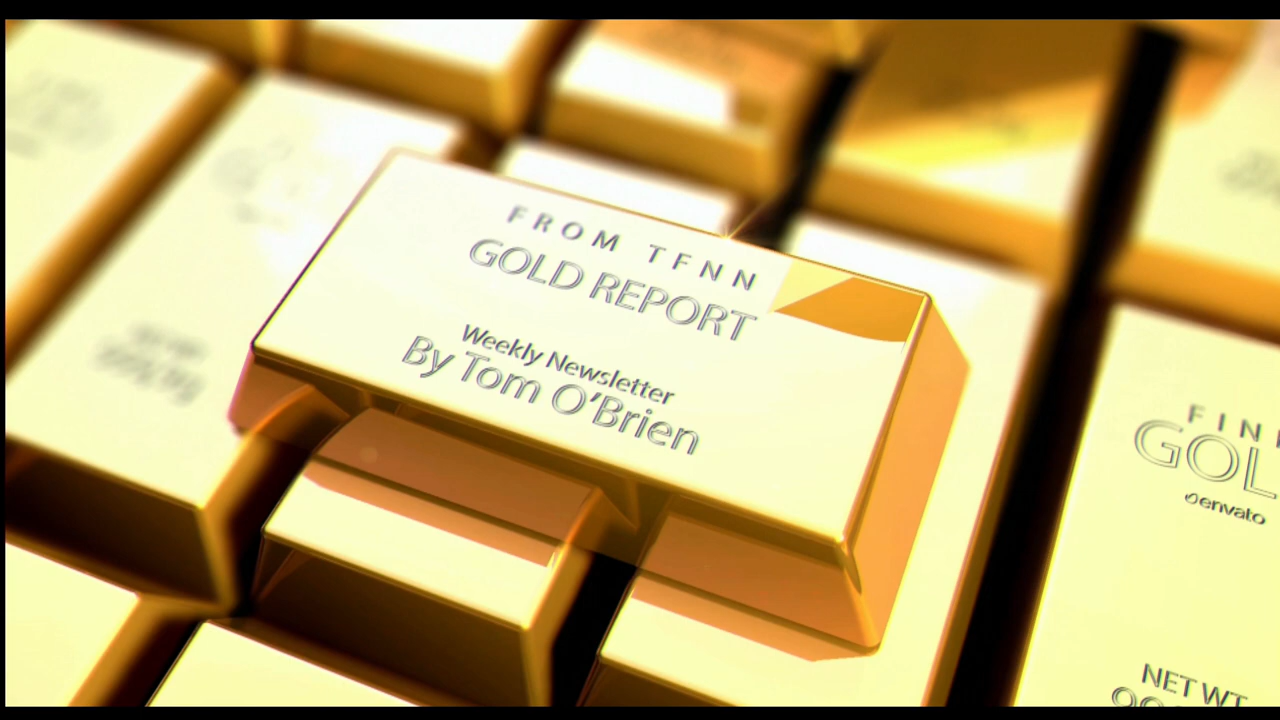 FROM TFNN
GOLD REPORT
Weekly Newsletter
By Tom O'Brien
GOL
envato
NET WT